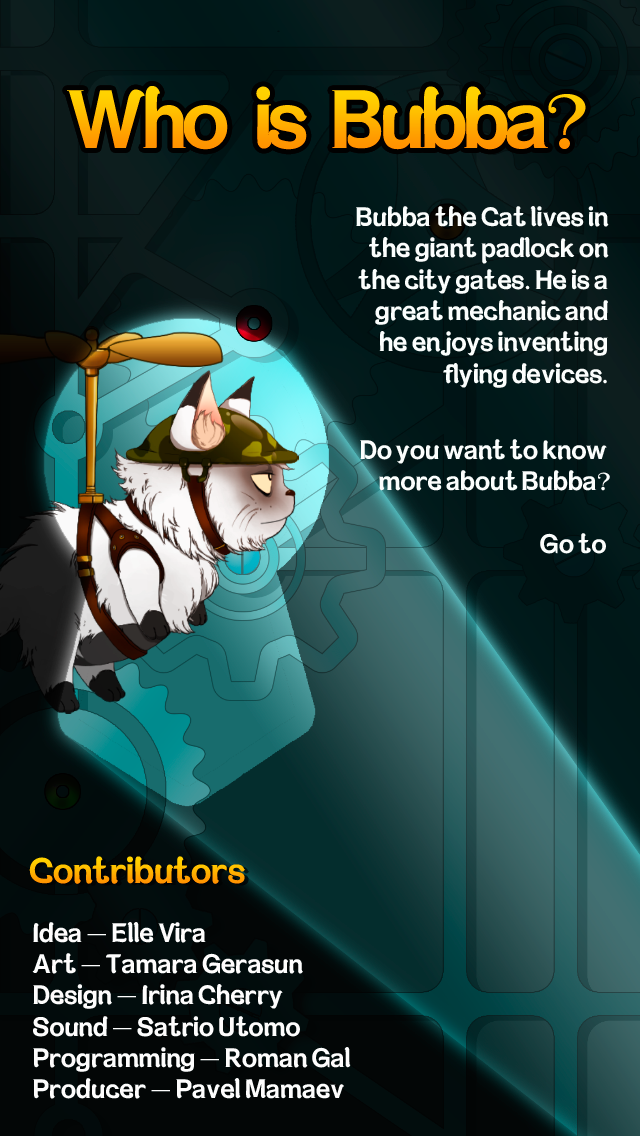 Who is Bubba?
Bubba the Cat lives in
the giant padlock on
the city gates. He is a
great mechanic and
he enjoys inventing
flying devices.
Do you want to know
more about Bubba?
Go to
Contributors
Idea — Elle Vira
Art — Tamara Gerasun
Design — Irina Cherry
Sound — Satrio Utomo
Programming — Roman Gal
Producer — Pavel Mamaev